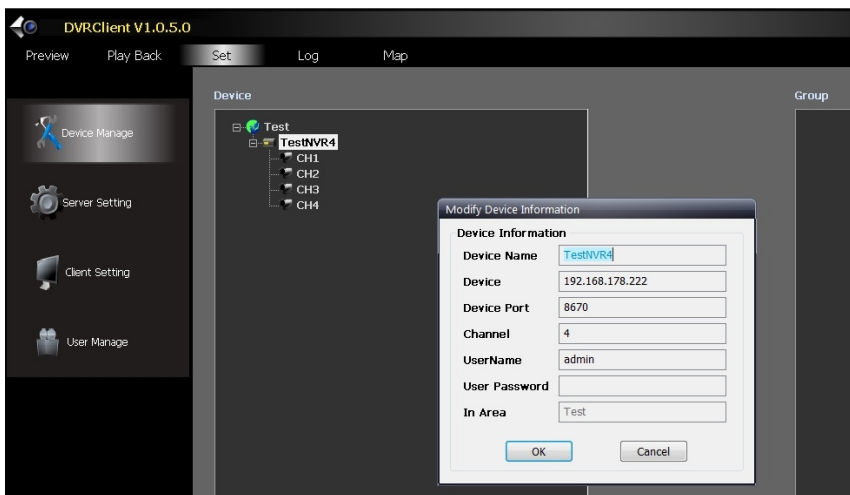 DVRClient V1.0.5.0
Preview Play Back Set Log Map
Device Group
Device Manage
Server Setting
Client Setting
User Manage
Test
TestNVR4
CH1
CH2
CH3
CH4
Modify Device Information
Device Information
Device Name TestNVR4
Device 192.168.178.222
Device Port 8670
Channel 4
UserName admin
User Password
In Area Test
OK Cancel